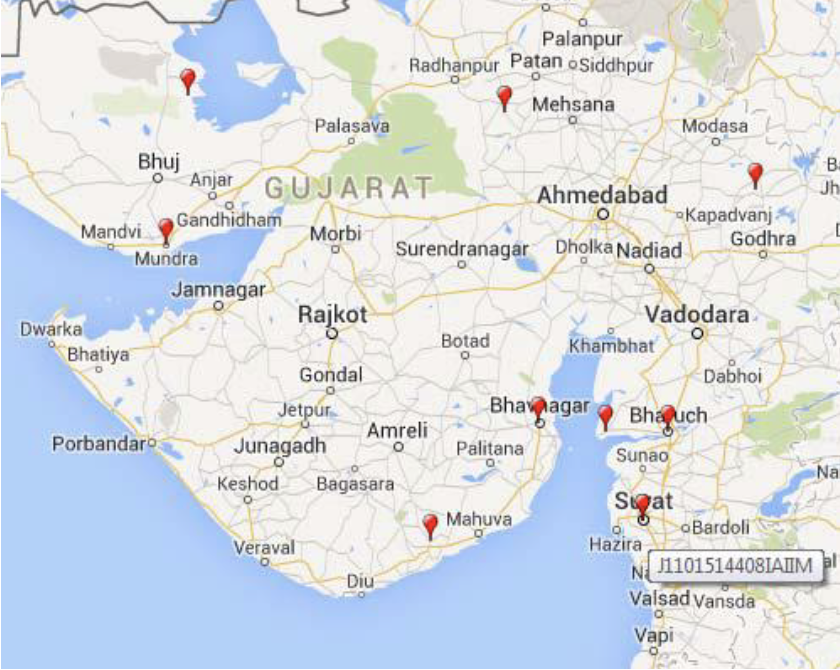 Palanpur
Radhanpur
Patan
Siddhpur
Mehsana
Palasava
Modasa
Bhuj
Anjar
GUJARAT
Ahmedabad
Gandhidham
Kapadvanj
Mandvi
Morbi
Mundra
Surendranagar
Dholka
Nadiad
Godhra
Jamnagar
Rajkot
Vadodara
Dwarka
Bhatiya
Botad
Khambhat
Gondal
Dabhoi
Jetpur
Bhavnagar
Bharuch
Amreli
Porbandar
Junagadh
Palitana
Sunao
Keshod
Bagasara
Na
Surat
Mahuva
Bardoli
Veraval
Hazira
J1101514408IAIIM
Diu
Valsad
Vansda
Vapi